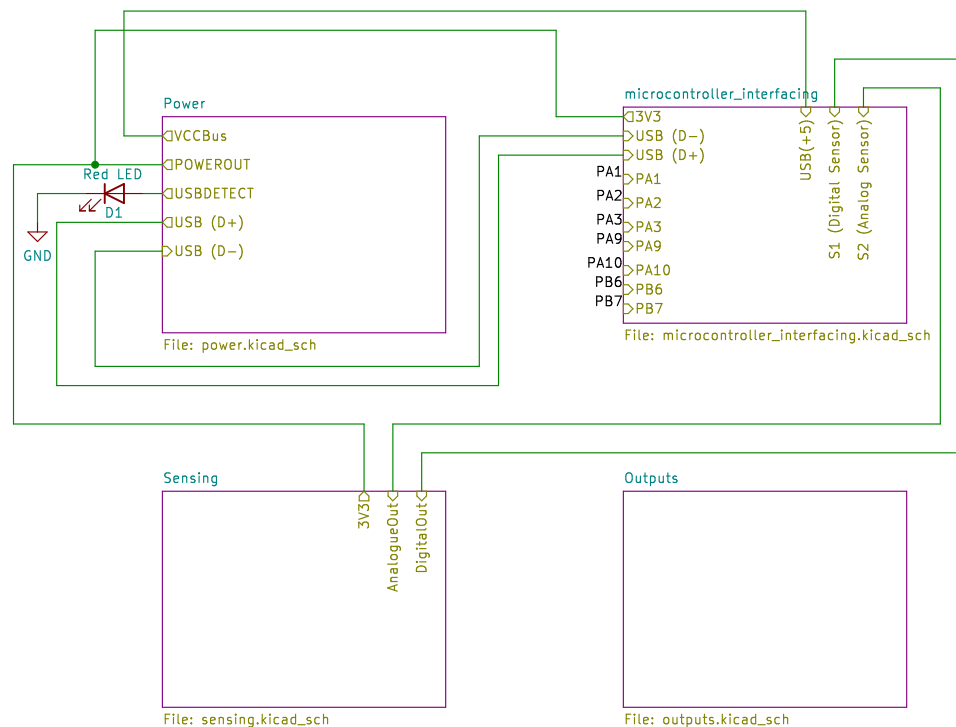 Power
VCCBus
POWEROUT
USBDETECT
USB (D+)
USB (D-)
Red LED
D1
GND
File: power.kicad_sch
microcontroller_interfacing
3V3
USB (D-)
USB (D+)
PA1
PA1
PA2
PA2
PA3
PA3
PA9
PA9
PA10
PA10
PB6
PB6
PB7
PB7
USB(+5)
S1 (Digital Sensor)
S2 (Analog Sensor)
File: microcontroller_interfacing.kicad_sch
Sensing
3V3
AnalogueOut
DigitalOut
File: sensing.kicad_sch
Outputs
File: outputs.kicad_sch